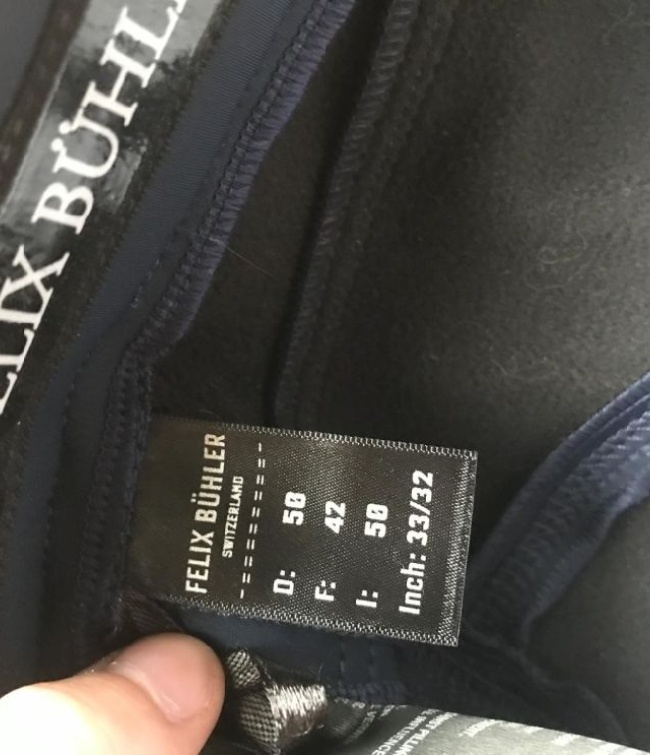 ELIX BÜHL
FELIX BÜHLER
SWITZERLAND
D: 50
F: 42
I: 50
Inch: 33/32